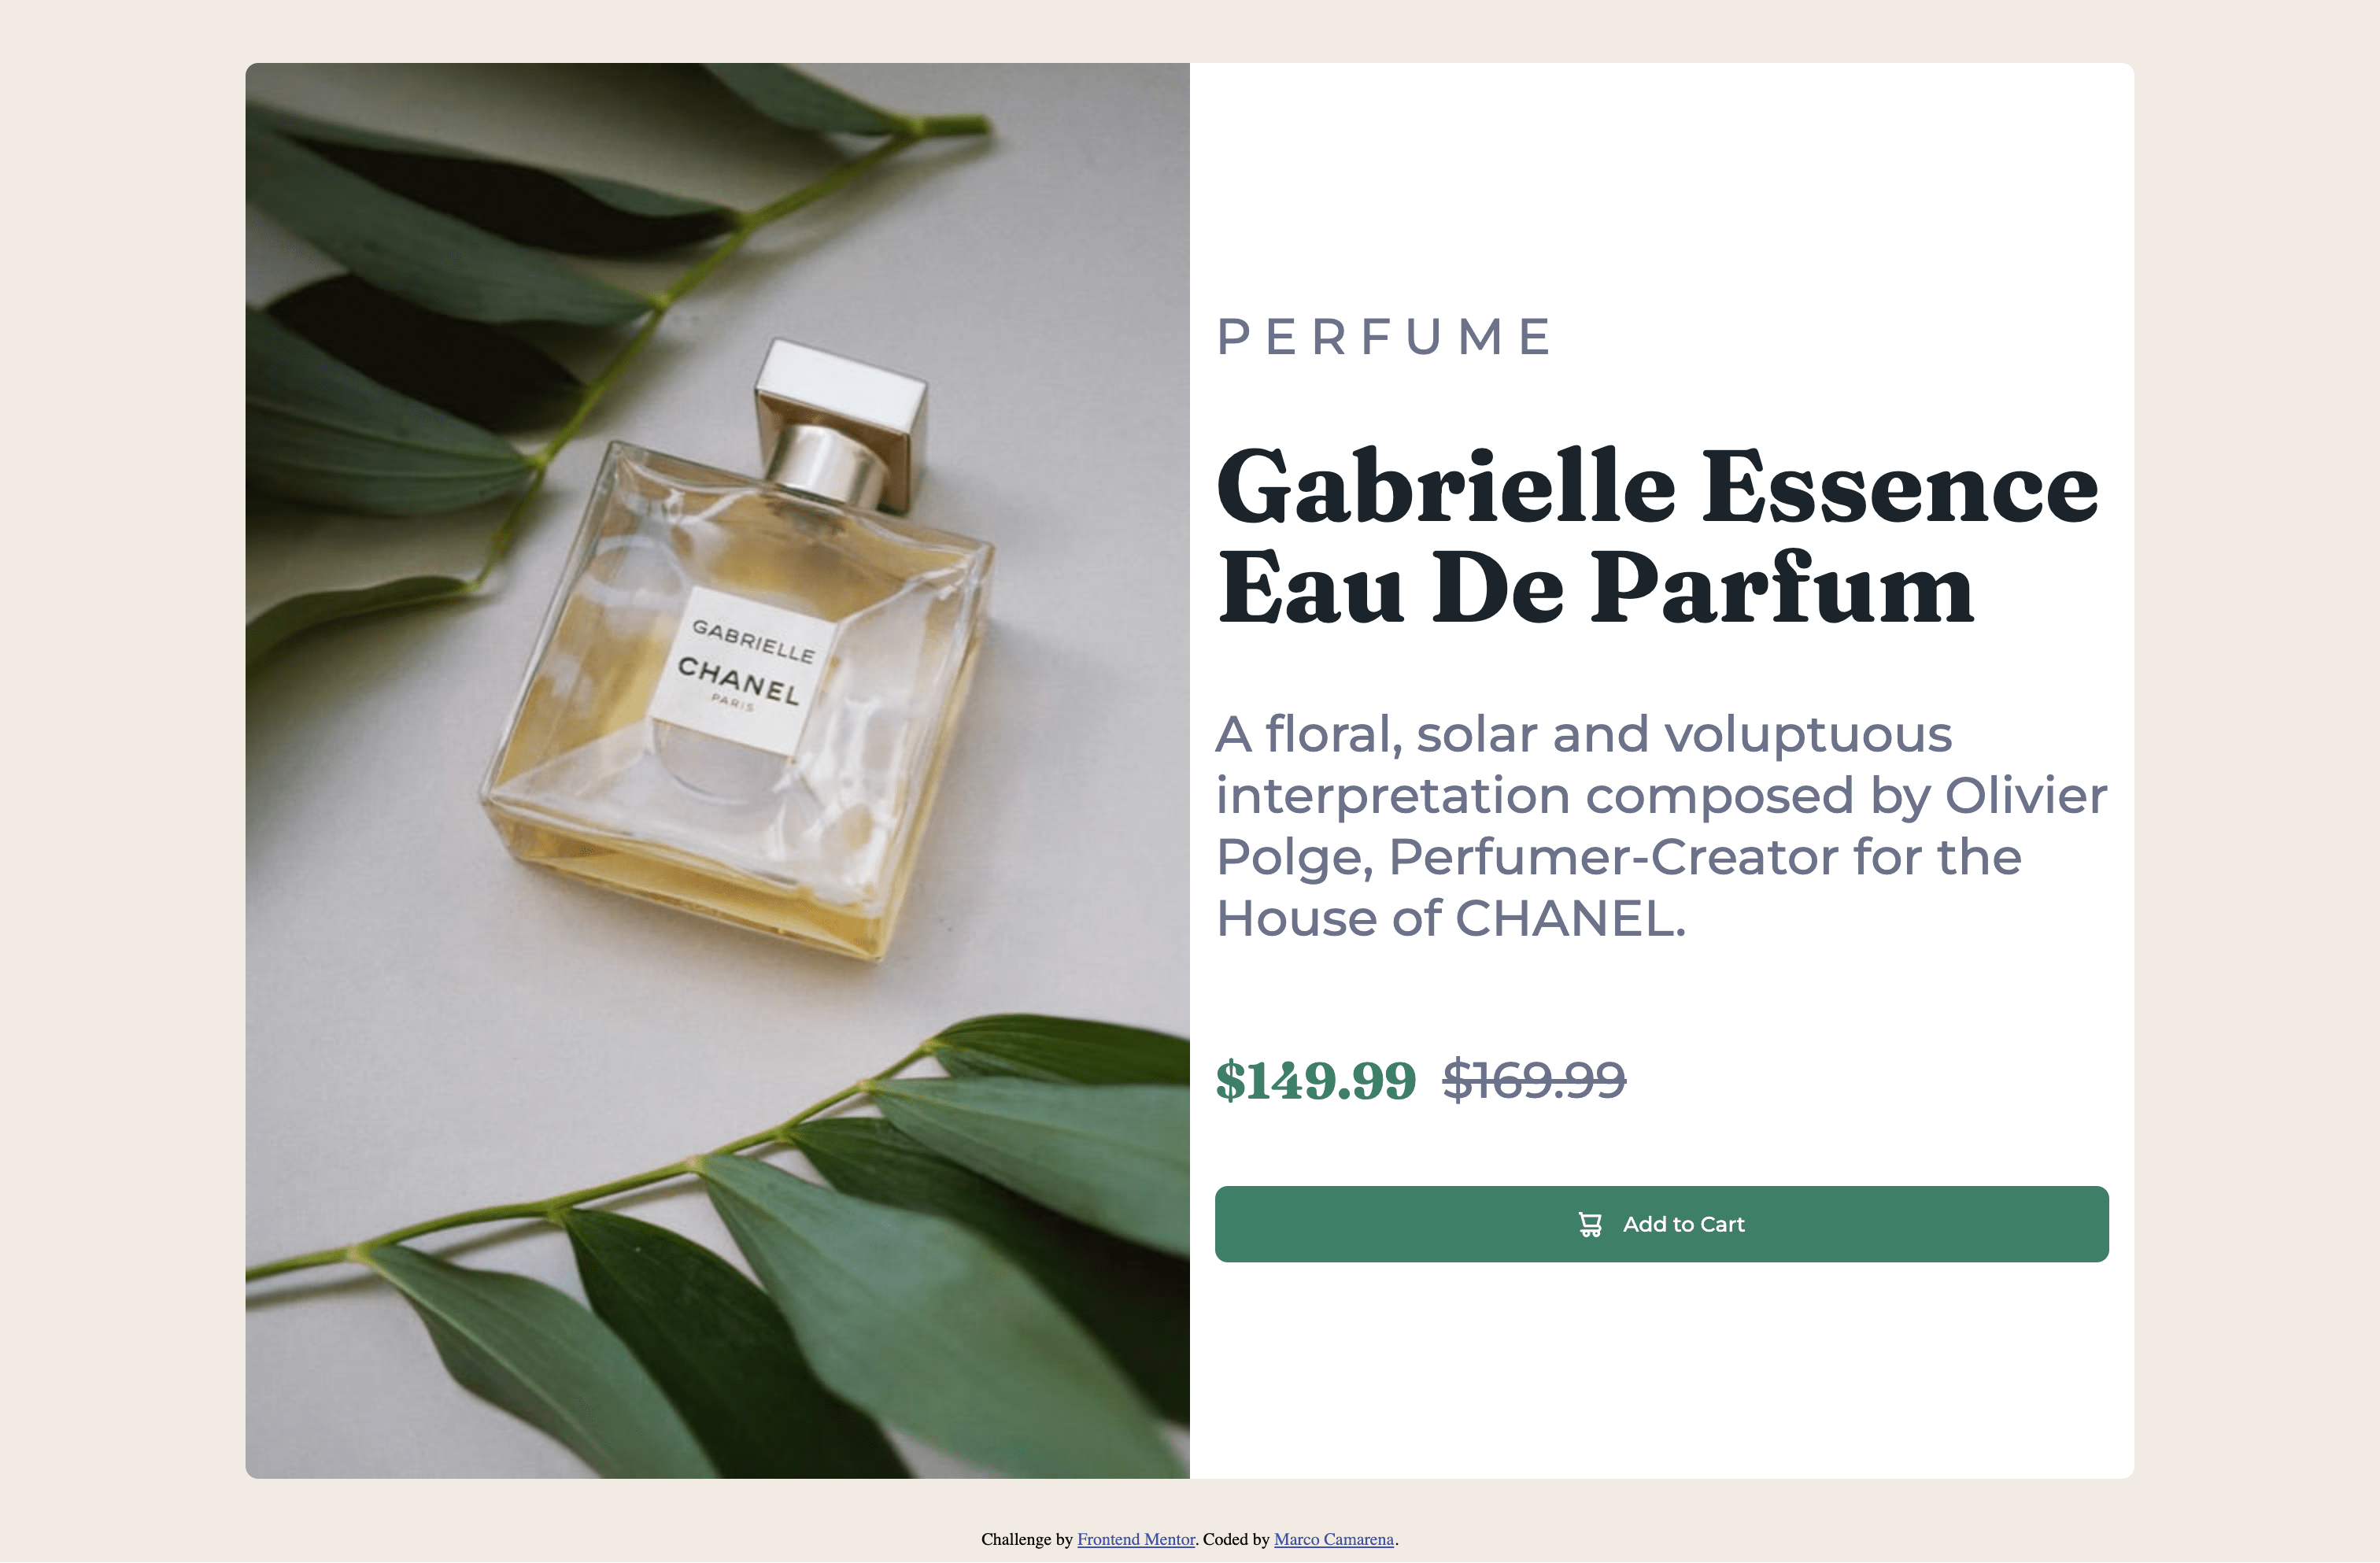 GABRIELLE
CHANEL
PARIS
PERFUME
Gabrielle Essence
Eau De Parfum
A floral, solar and voluptuous
interpretation composed by Olivier
Polge, Perfumer-Creator for the
House of CHANEL.
$149.99 $169.99
Add to Cart
Challenge by Frontend Mentor. Coded by Marco Camarena.